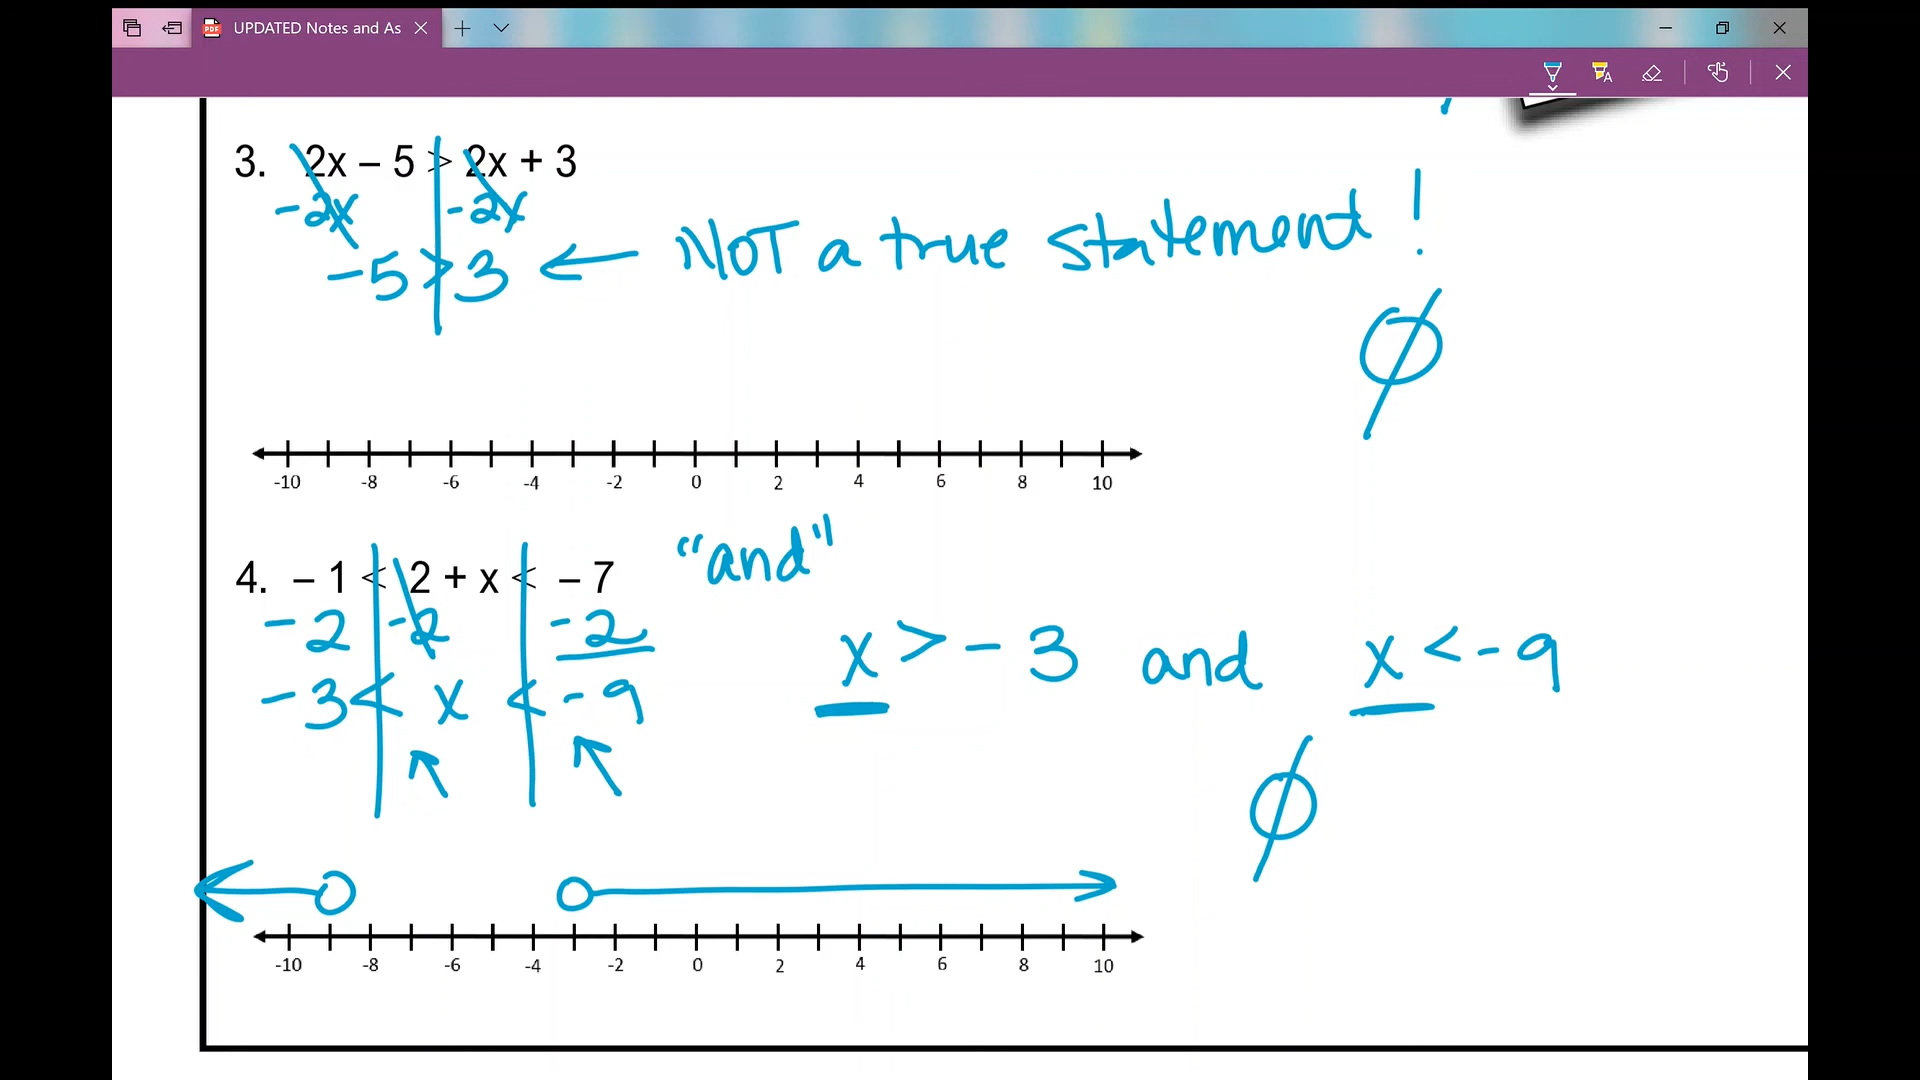 UPDATED Notes and As
3. 2x – 5 > 2x + 3
-2x -2x
-5 > 3 ← NOT a true statement!
∅
-10 -8 -6 -4 -2 0 2 4 6 8 10
"and"
4. – 1 < 2 + x < – 7
-2 -2 -2
-3 < x < -9
x > -3 and x < -9
∅
-10 -8 -6 -4 -2 0 2 4 6 8 10